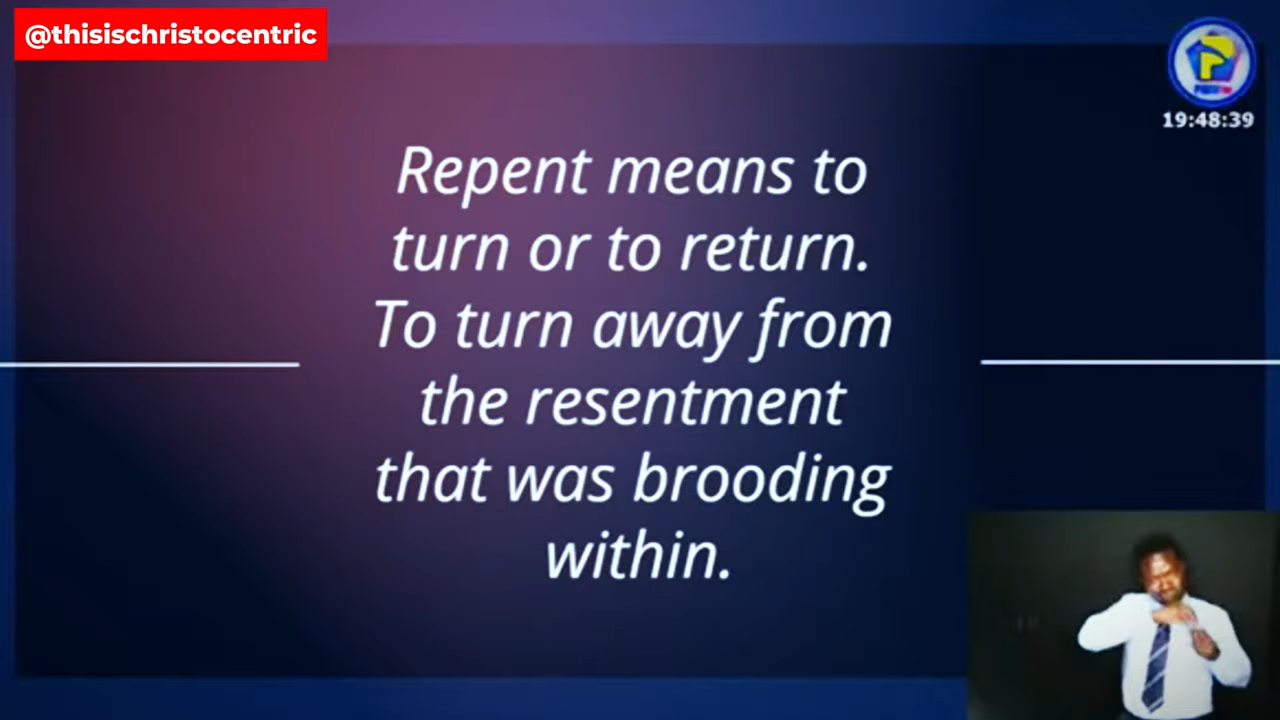 @thisischristocentric
P
19:48:39
Repent means to
turn or to return.
To turn away from
the resentment
that was brooding
within.